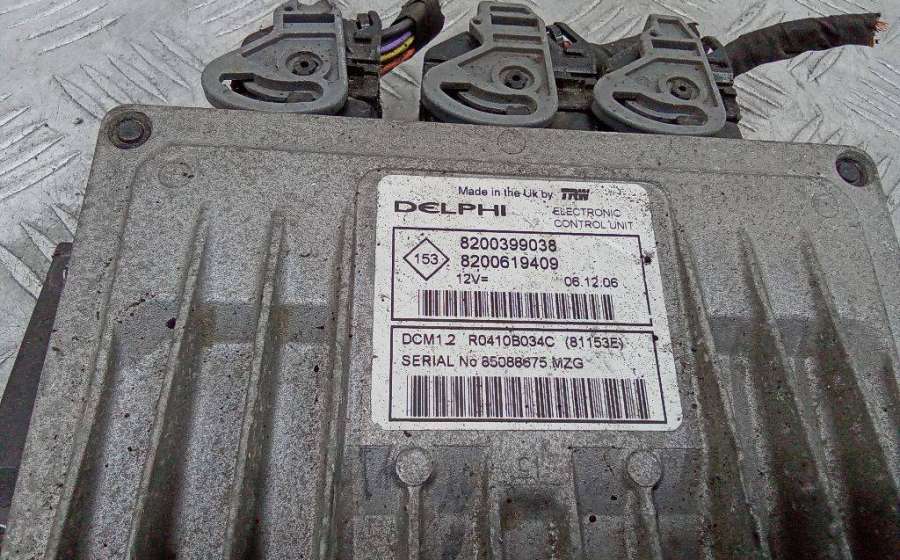 Made in the Uk by TRW
DELPHI ELECTRONIC
CONTROL UNIT
8200399038
153
8200619409
12V= 06.12.06
DCM1.2 R0410B034C (81153E)
SERIAL No 85088675 MZG